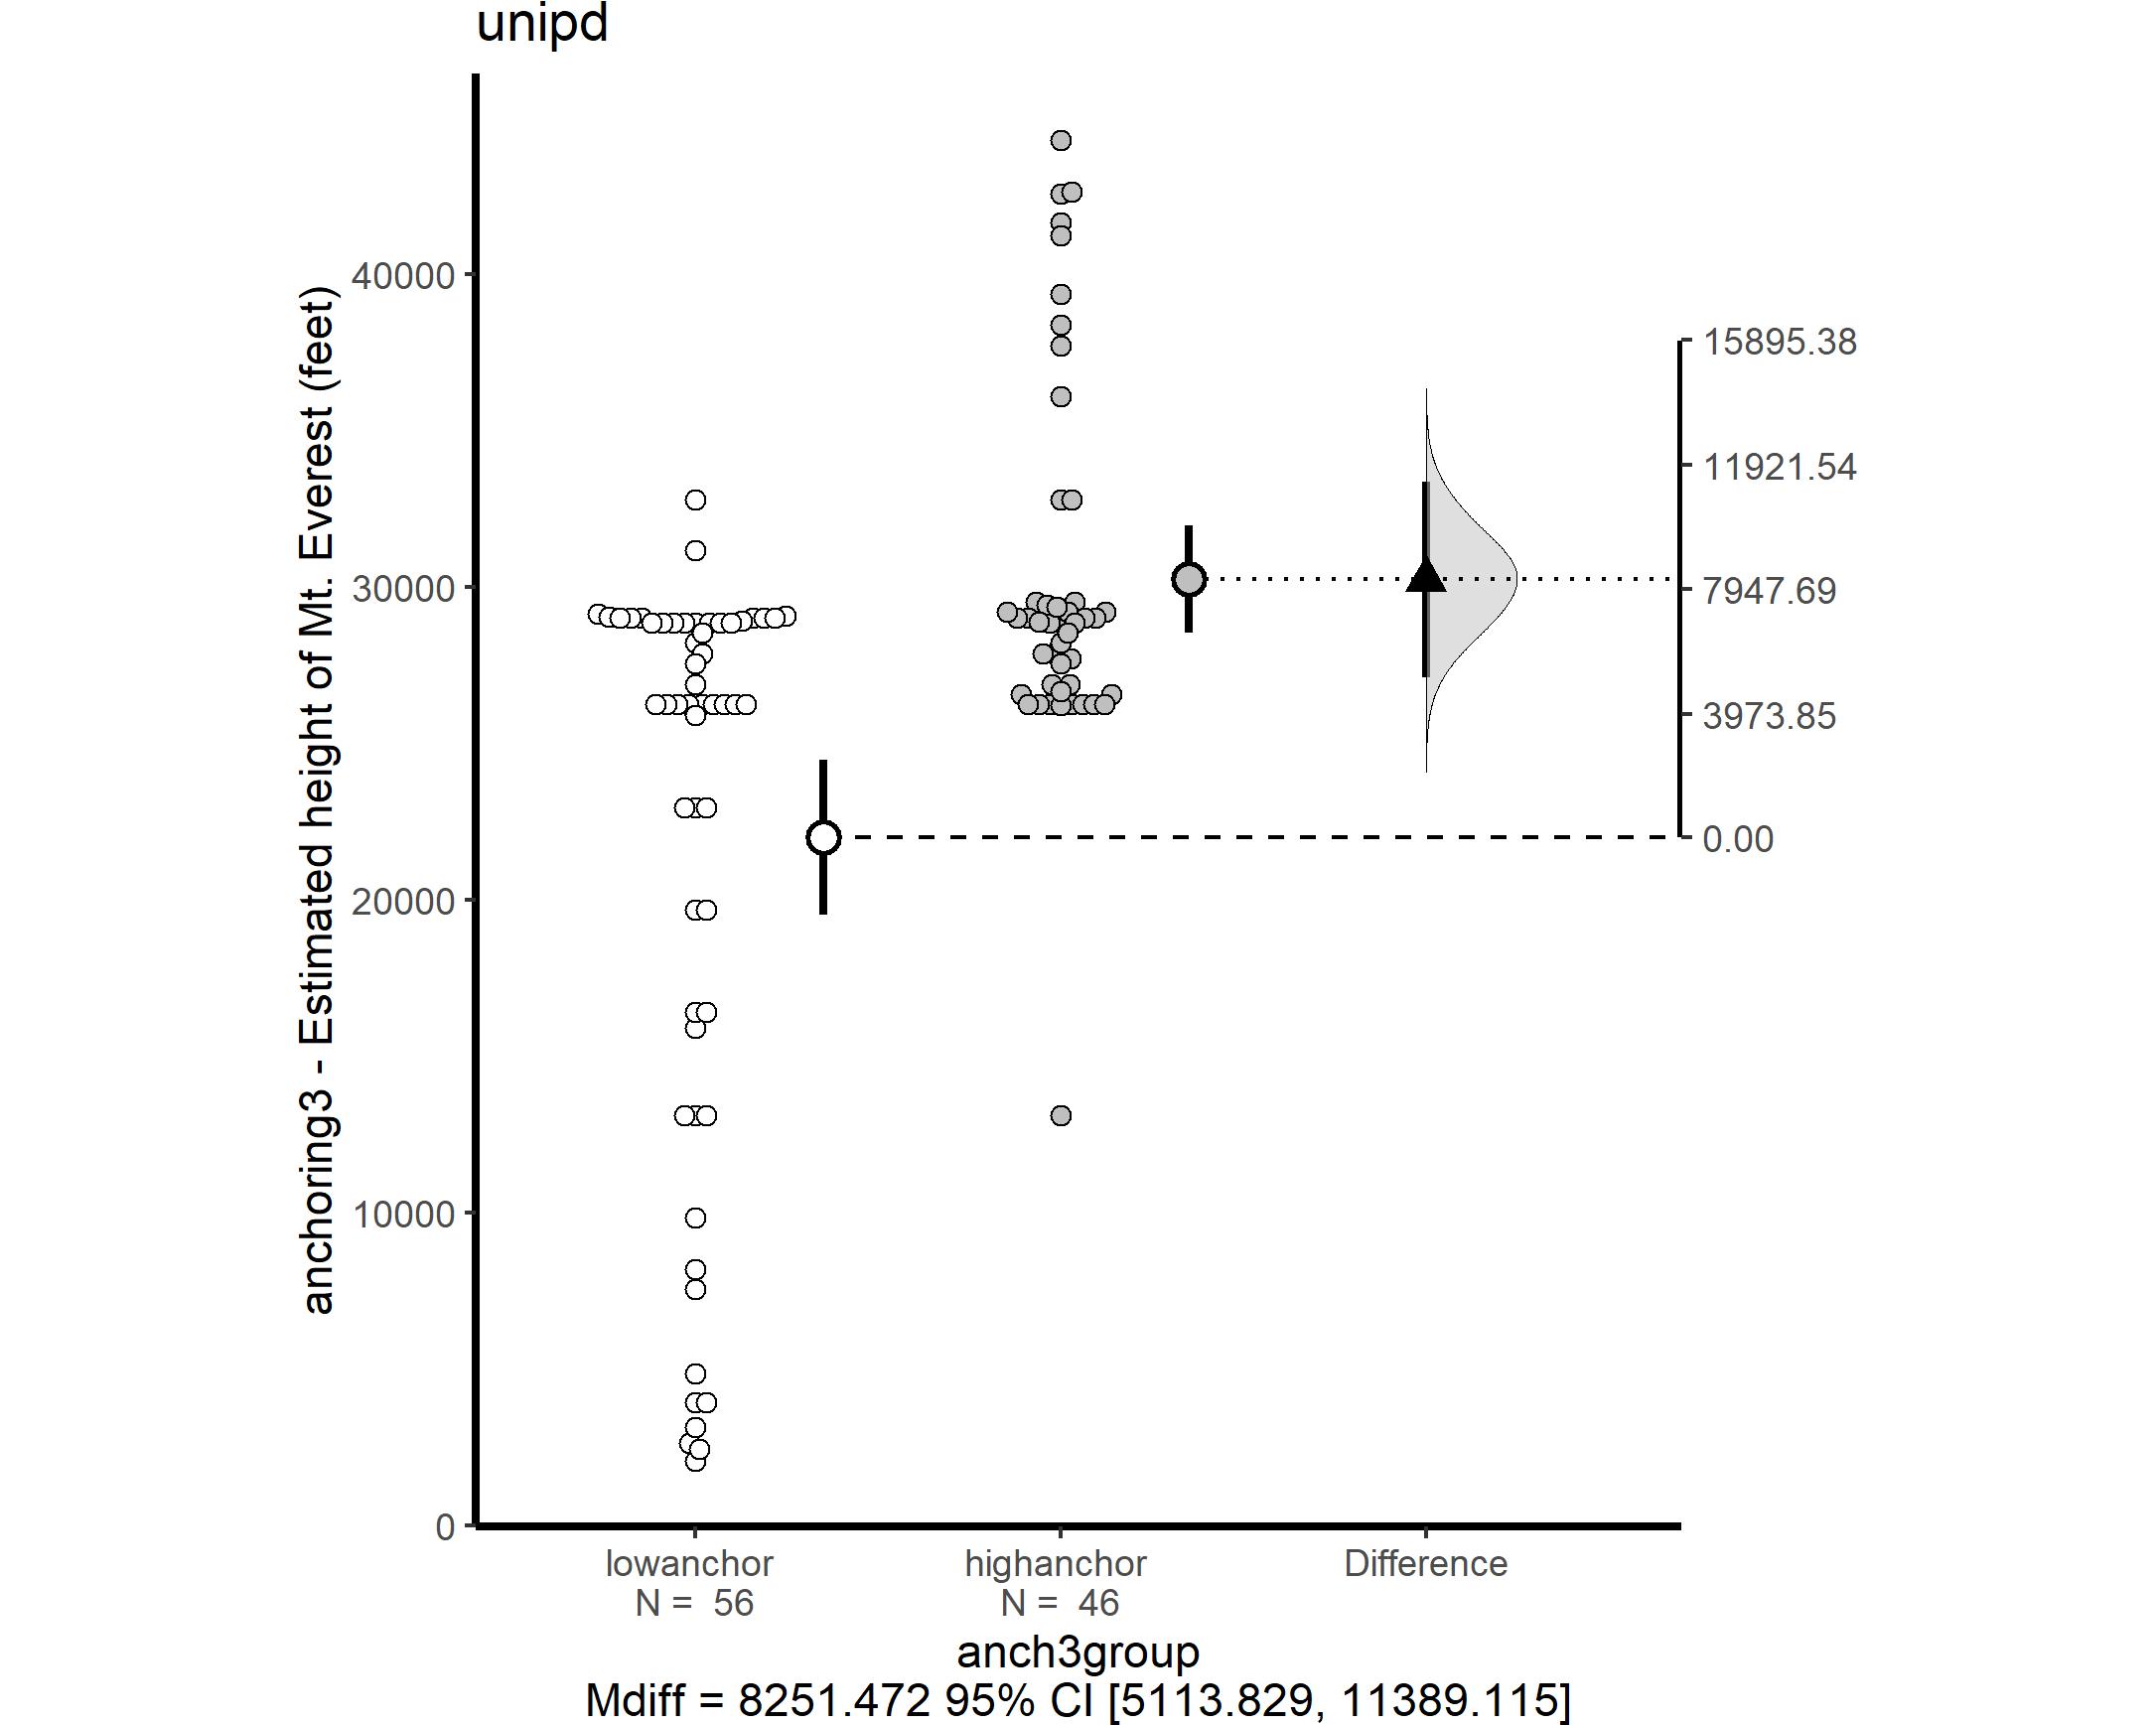 unipd
anchoring3 - Estimated height of Mt. Everest (feet)
40000
30000
20000
10000
0
15895.38
11921.54
7947.69
3973.85
0.00
lowanchor
N =  56
highanchor
N =  46
Difference
anch3group
Mdiff = 8251.472 95% CI [5113.829, 11389.115]